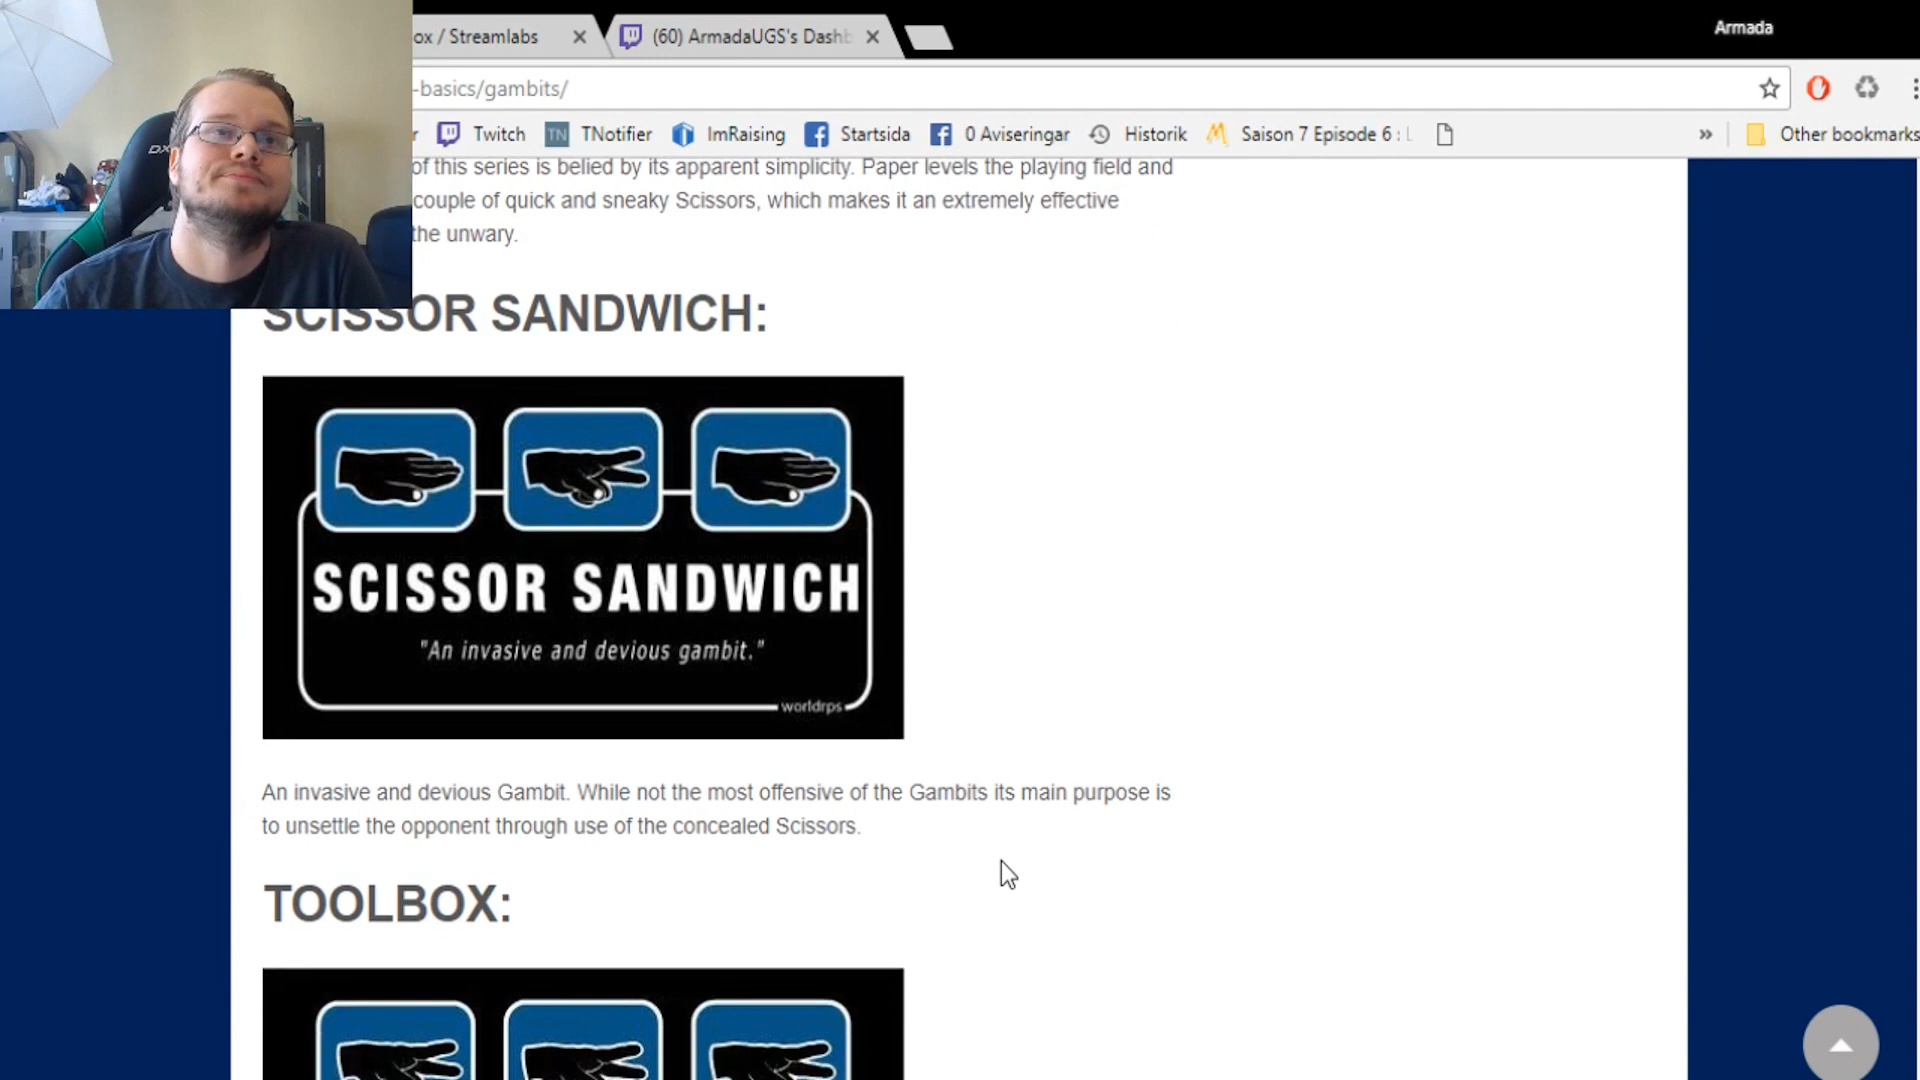 Armada
ox / Streamlabs
(60) ArmadaUGS's Dashb
-basics/gambits/
r Twitch TN TNotifier ImRaising Startsida 0 Aviseringar Historik Saison 7 Episode 6 : L » Other bookmarks
DX
of this series is belied by its apparent simplicity. Paper levels the playing field and
couple of quick and sneaky Scissors, which makes it an extremely effective
the unwary.
SCISSOR SANDWICH:
SCISSOR SANDWICH
"An invasive and devious gambit."
worldrps
An invasive and devious Gambit. While not the most offensive of the Gambits its main purpose is
to unsettle the opponent through use of the concealed Scissors.
TOOLBOX: